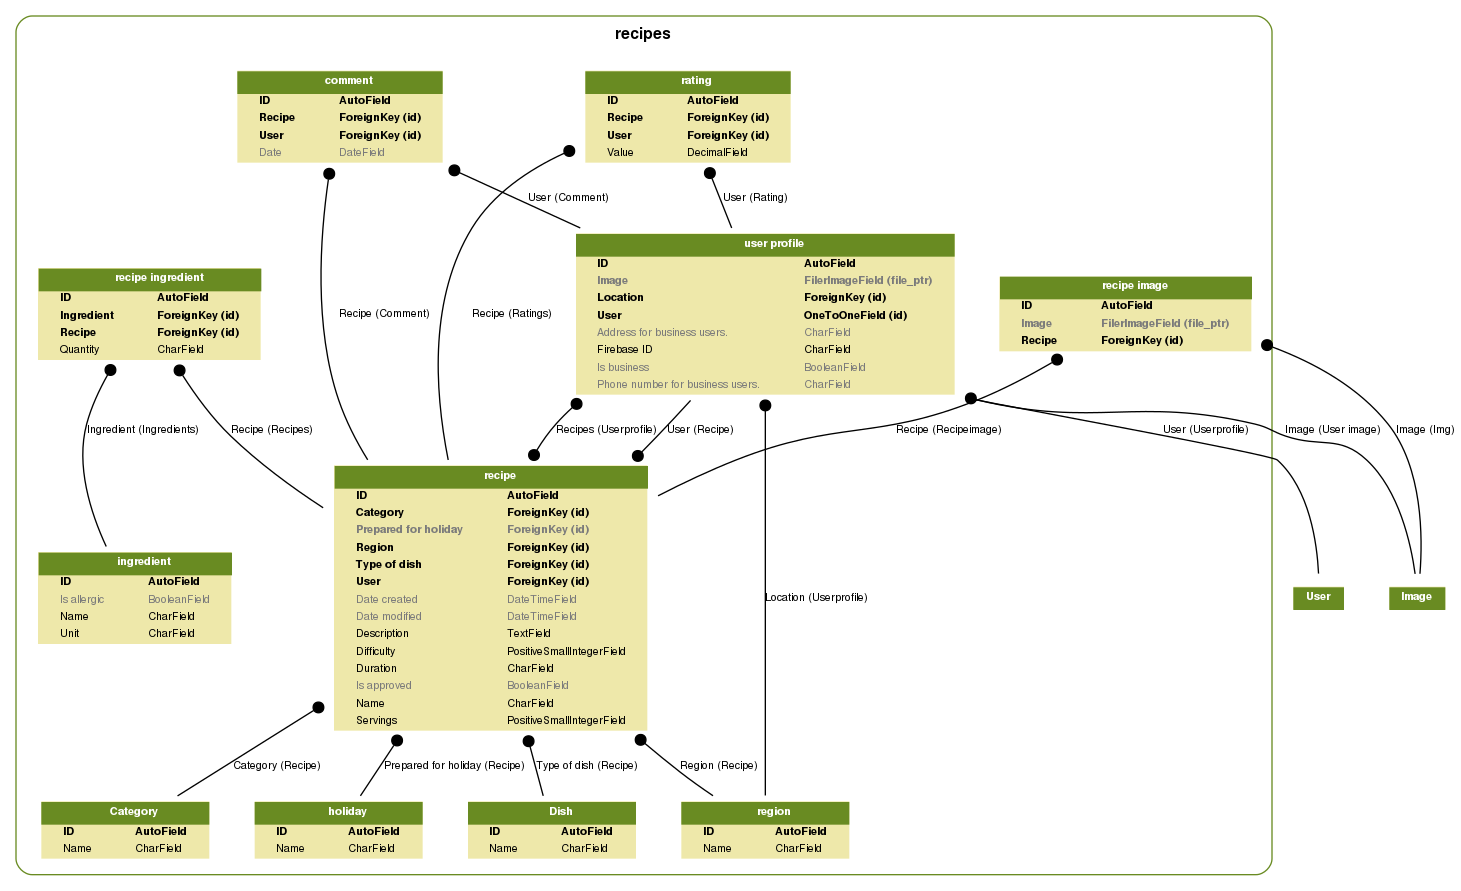 recipes
comment
ID AutoField
Recipe ForeignKey (id)
User ForeignKey (id)
Date DateField
rating
ID AutoField
Recipe ForeignKey (id)
User ForeignKey (id)
Value DecimalField
User (Comment)
User (Rating)
user profile
ID AutoField
Image FilerImageField (file_ptr)
Location ForeignKey (id)
User OneToOneField (id)
Address for business users. CharField
Firebase ID CharField
Is business BooleanField
Phone number for business users. CharField
recipe ingredient
ID AutoField
Ingredient ForeignKey (id)
Recipe ForeignKey (id)
Quantity CharField
recipe image
ID AutoField
Image FilerImageField (file_ptr)
Recipe ForeignKey (id)
Recipe (Comment)
Recipe (Ratings)
Ingredient (Ingredients)
Recipe (Recipes)
Recipes (Userprofile)
User (Recipe)
Recipe (Recipeimage)
User (Userprofile)
Image (User image)
Image (Img)
recipe
ID AutoField
Category ForeignKey (id)
Prepared for holiday ForeignKey (id)
Region ForeignKey (id)
Type of dish ForeignKey (id)
User ForeignKey (id)
Date created DateTimeField
Date modified DateTimeField
Description TextField
Difficulty PositiveSmallIntegerField
Duration CharField
Is approved BooleanField
Name CharField
Servings PositiveSmallIntegerField
ingredient
ID AutoField
Is allergic BooleanField
Name CharField
Unit CharField
Location (Userprofile)
User
Image
Category (Recipe)
Prepared for holiday (Recipe)
Type of dish (Recipe)
Region (Recipe)
Category
ID AutoField
Name CharField
holiday
ID AutoField
Name CharField
Dish
ID AutoField
Name CharField
region
ID AutoField
Name CharField